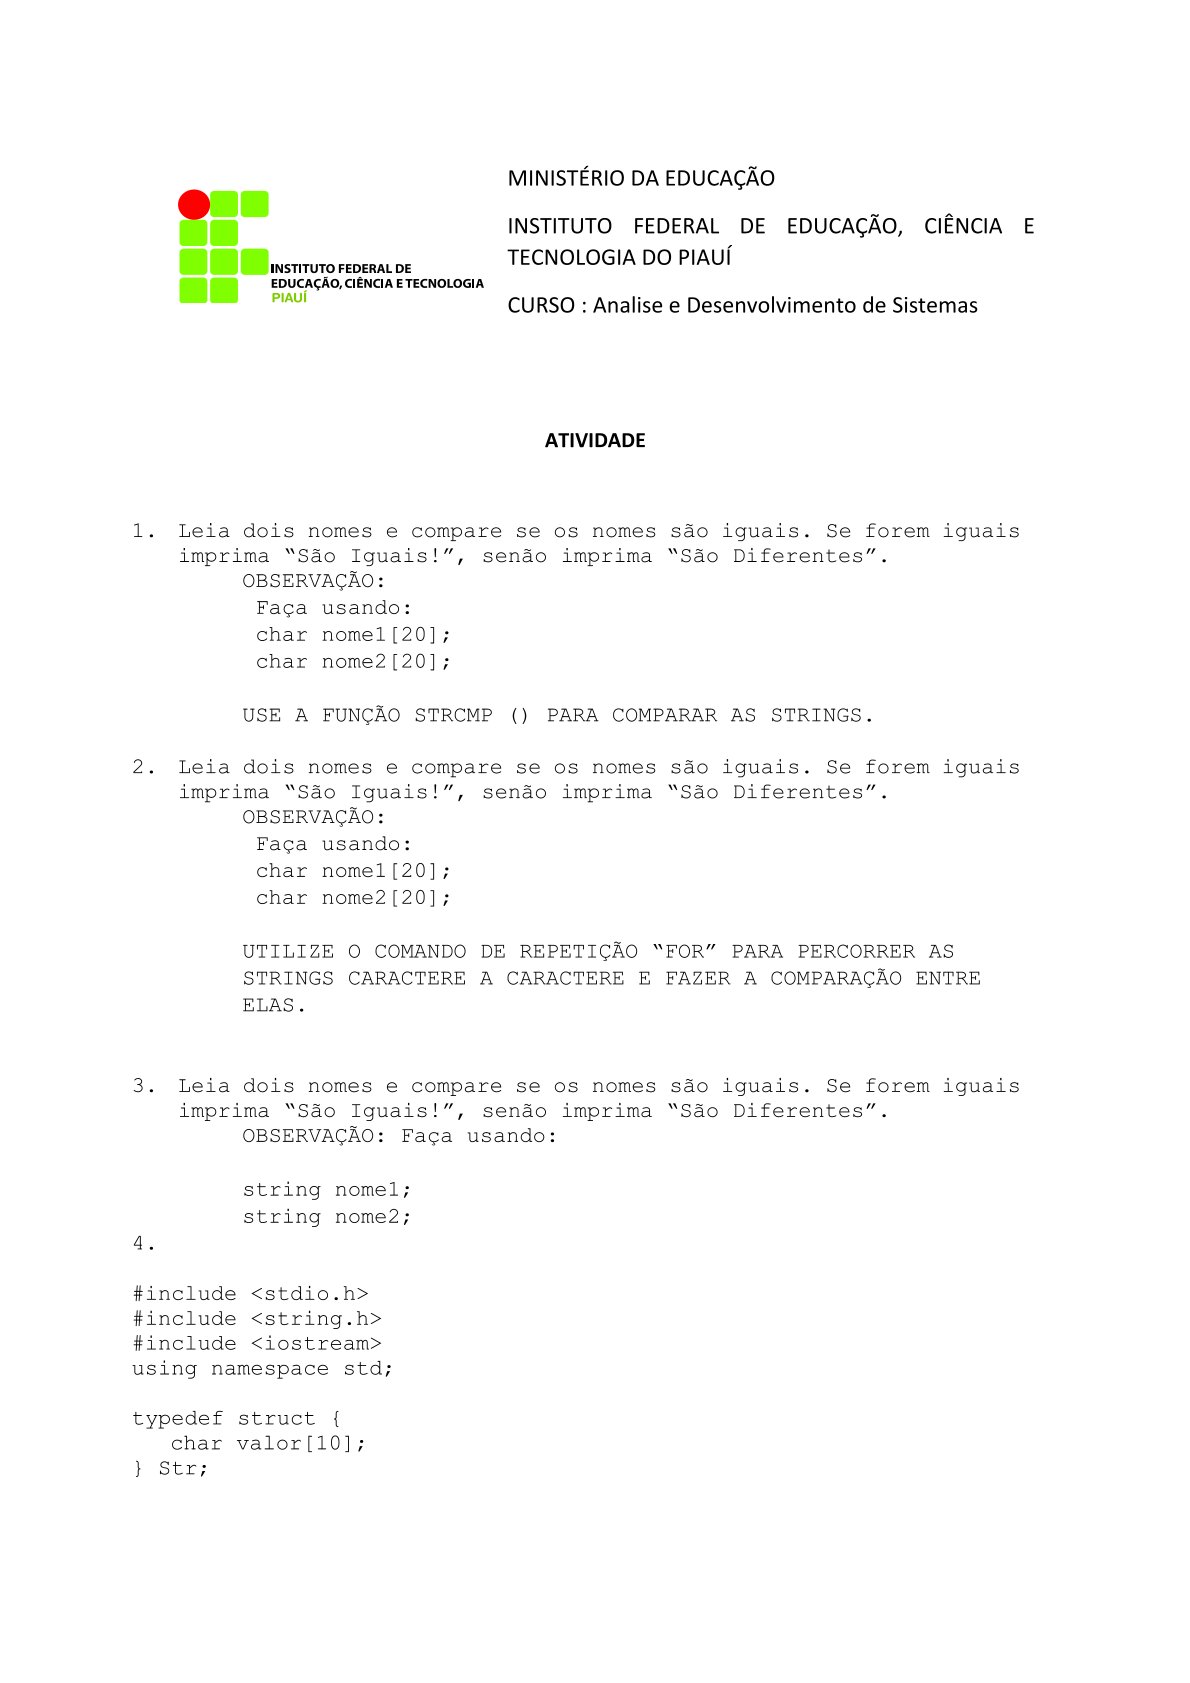 MINISTÉRIO DA EDUCAÇÃO
INSTITUTO FEDERAL DE EDUCAÇÃO, CIÊNCIA E
TECNOLOGIA DO PIAUÍ
CURSO : Analise e Desenvolvimento de Sistemas
INSTITUTO FEDERAL DE
EDUCAÇÃO, CIÊNCIA E TECNOLOGIA
PIAUÍ
ATIVIDADE
1. Leia dois nomes e compare se os nomes são iguais. Se forem iguais
imprima “São Iguais!”, senão imprima “São Diferentes”.
OBSERVAÇÃO:
Faça usando:
char nome1[20];
char nome2[20];
USE A FUNÇÃO STRCMP () PARA COMPARAR AS STRINGS.
2. Leia dois nomes e compare se os nomes são iguais. Se forem iguais
imprima “São Iguais!”, senão imprima “São Diferentes”.
OBSERVAÇÃO:
Faça usando:
char nome1[20];
char nome2[20];
UTILIZE O COMANDO DE REPETIÇÃO “FOR” PARA PERCORRER AS
STRINGS CARACTERE A CARACTERE E FAZER A COMPARAÇÃO ENTRE
ELAS.
3. Leia dois nomes e compare se os nomes são iguais. Se forem iguais
imprima “São Iguais!”, senão imprima “São Diferentes”.
OBSERVAÇÃO: Faça usando:
string nome1;
string nome2;
4.
#include <stdio.h>
#include <string.h>
#include <iostream>
using namespace std;
typedef struct {
char valor[10];
} Str;